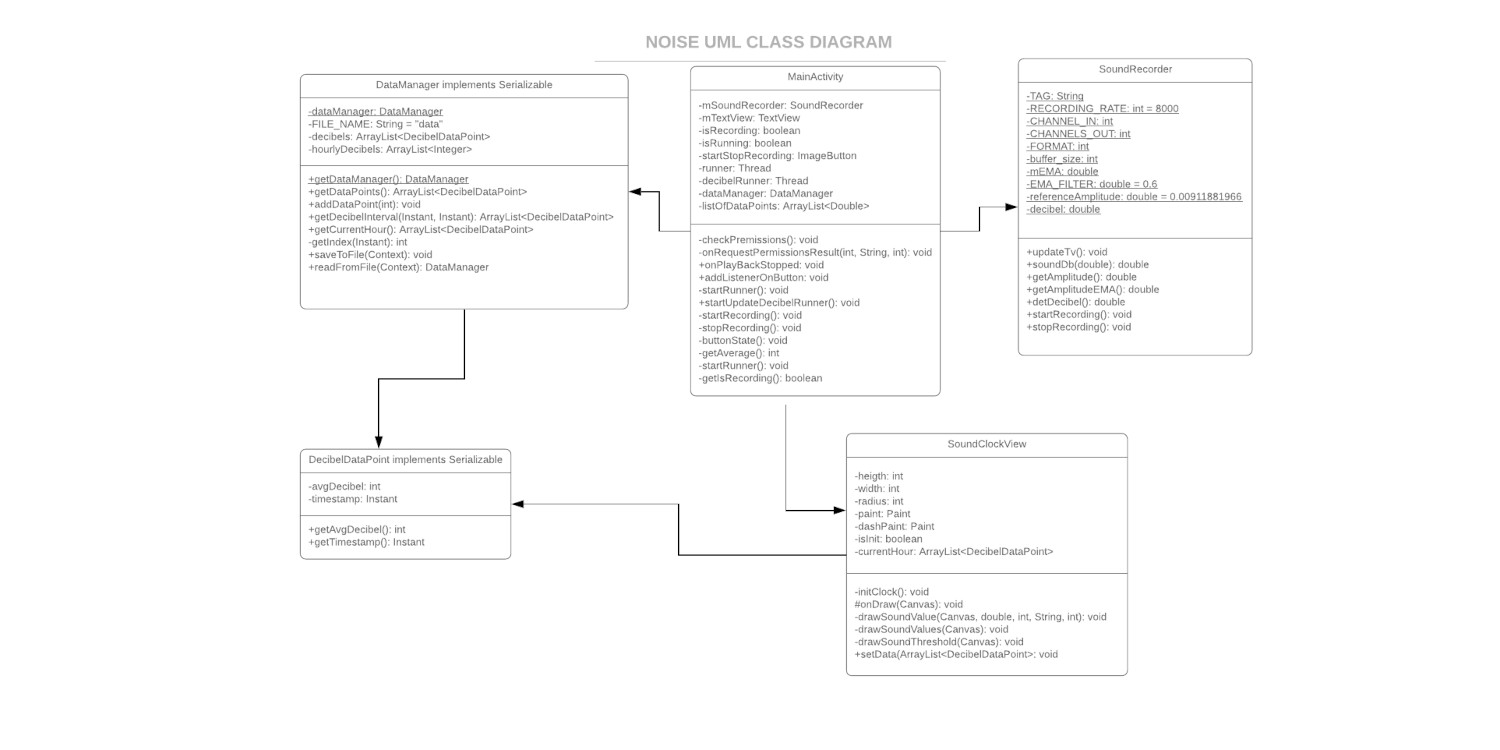 NOISE UML CLASS DIAGRAM
DataManager implements Serializable
-dataManager: DataManager
-FILE_NAME: String = "data"
-decibels: ArrayList<DecibelDataPoint>
-hourlyDecibels: ArrayList<Integer>
+getDataManager(): DataManager
+getDataPoints(): ArrayList<DecibelDataPoint>
+addDataPoint(int): void
+getDecibelInterval(Instant, Instant): ArrayList<DecibelDataPoint>
+getCurrentHour(): ArrayList<DecibelDataPoint>
-getIndex(Instant): int
+saveToFile(Context): void
+readFromFile(Context): DataManager
MainActivity
-mSoundRecorder: SoundRecorder
-mTextView: TextView
-isRecording: boolean
-isRunning: boolean
-startStopRecording: ImageButton
-runner: Thread
-decibelRunner: Thread
-dataManager: DataManager
-listOfDataPoints: ArrayList<Double>
-checkPremissions(): void
-onRequestPermissionsResult(int, String, int): void
+onPlayBackStopped: void
+addListenerOnButton: void
-startRunner(): void
+startUpdateDecibelRunner(): void
-startRecording(): void
-stopRecording(): void
-buttonState(): void
-getAverage(): int
-startRunner(): void
-getIsRecording(): boolean
SoundRecorder
-TAG: String
-RECORDING_RATE: int = 8000
-CHANNEL_IN: int
-CHANNELS_OUT: int
-FORMAT: int
-buffer_size: int
-mEMA: double
-EMA_FILTER: double = 0.6
-referenceAmplitude: double = 0.00911881966
-decibel: double
+updateTv(): void
+soundDb(double): double
+getAmplitude(): double
+getAmplitudeEMA(): double
+detDecibel(): double
+startRecording(): void
+stopRecording(): void
DecibelDataPoint implements Serializable
-avgDecibel: int
-timestamp: Instant
+getAvgDecibel(): int
+getTimestamp(): Instant
SoundClockView
-heigth: int
-width: int
-radius: int
-paint: Paint
-dashPaint: Paint
-isInit: boolean
-currentHour: ArrayList<DecibelDataPoint>
-initClock(): void
#onDraw(Canvas): void
-drawSoundValue(Canvas, double, int, String, int): void
-drawSoundValues(Canvas): void
-drawSoundThreshold(Canvas): void
+setData(ArrayList<DecibelDataPoint>: void